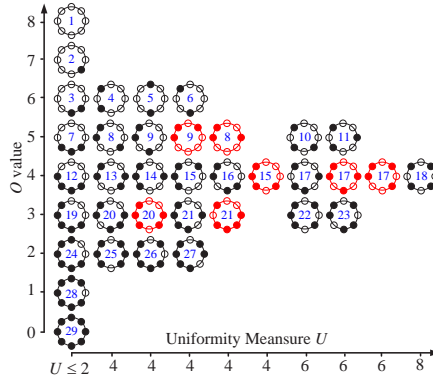 8 1
7 2
6 3 4 5 6
5 7 8 9 9 8 10 11
4 12 13 14 15 16 15 17 17 17 18
3 19 20 20 21 21 22 23
2 24 25 26 27
1 28
0 29
O value
Uniformity Meansure U
U ≤ 2 4 4 4 4 4 6 6 6 8